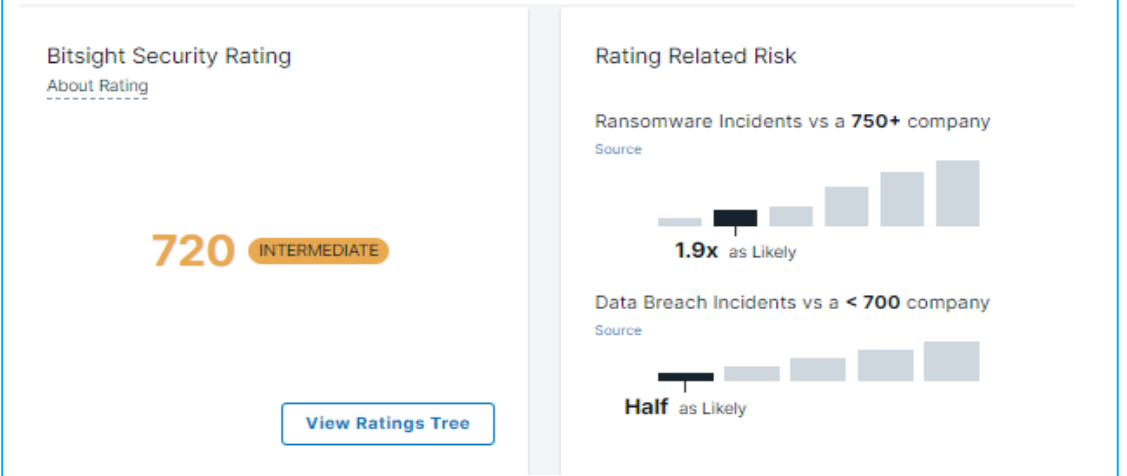 Bitsight Security Rating
About Rating
720 INTERMEDIATE
View Ratings Tree
Rating Related Risk
Ransomware Incidents vs a 750+ company
Source
1.9x as Likely
Data Breach Incidents vs a < 700 company
Source
Half as Likely